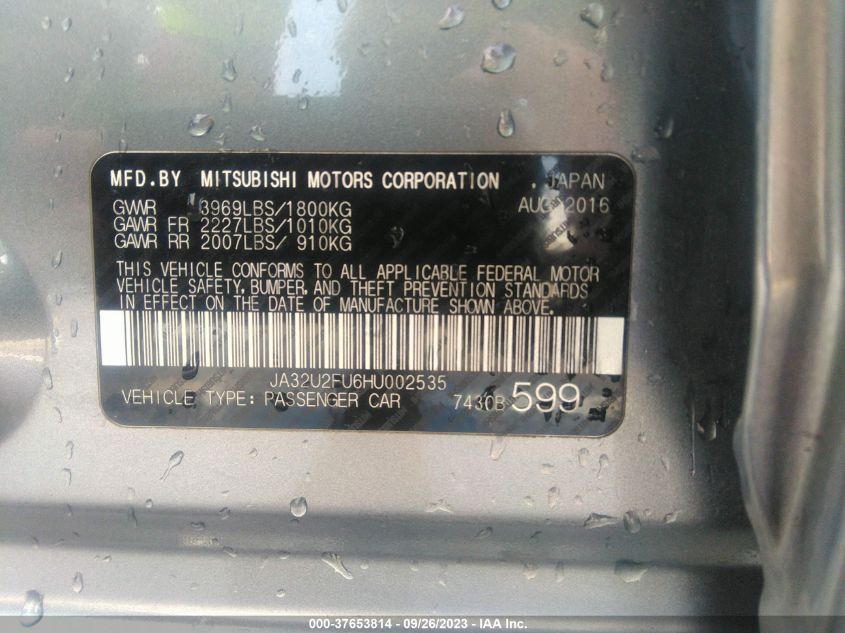 MFD.BY MITSUBISHI MOTORS CORPORATION . JAPAN
GVWR 3969LBS/1800KG AUG 2016
GAWR FR 2227LBS/1010KG
GAWR RR 2007LBS/ 910KG
THIS VEHICLE CONFORMS TO ALL APPLICABLE FEDERAL MOTOR
VEHICLE SAFETY,BUMPER,AND THEFT PREVENTION STANDARDS
IN EFFECT ON THE DATE OF MANUFACTURE SHOWN ABOVE.
JA32U2FU6HU002535
VEHICLE TYPE: PASSENGER CAR 7430B599
000-37653814 - 09/26/2023 - IAA Inc.